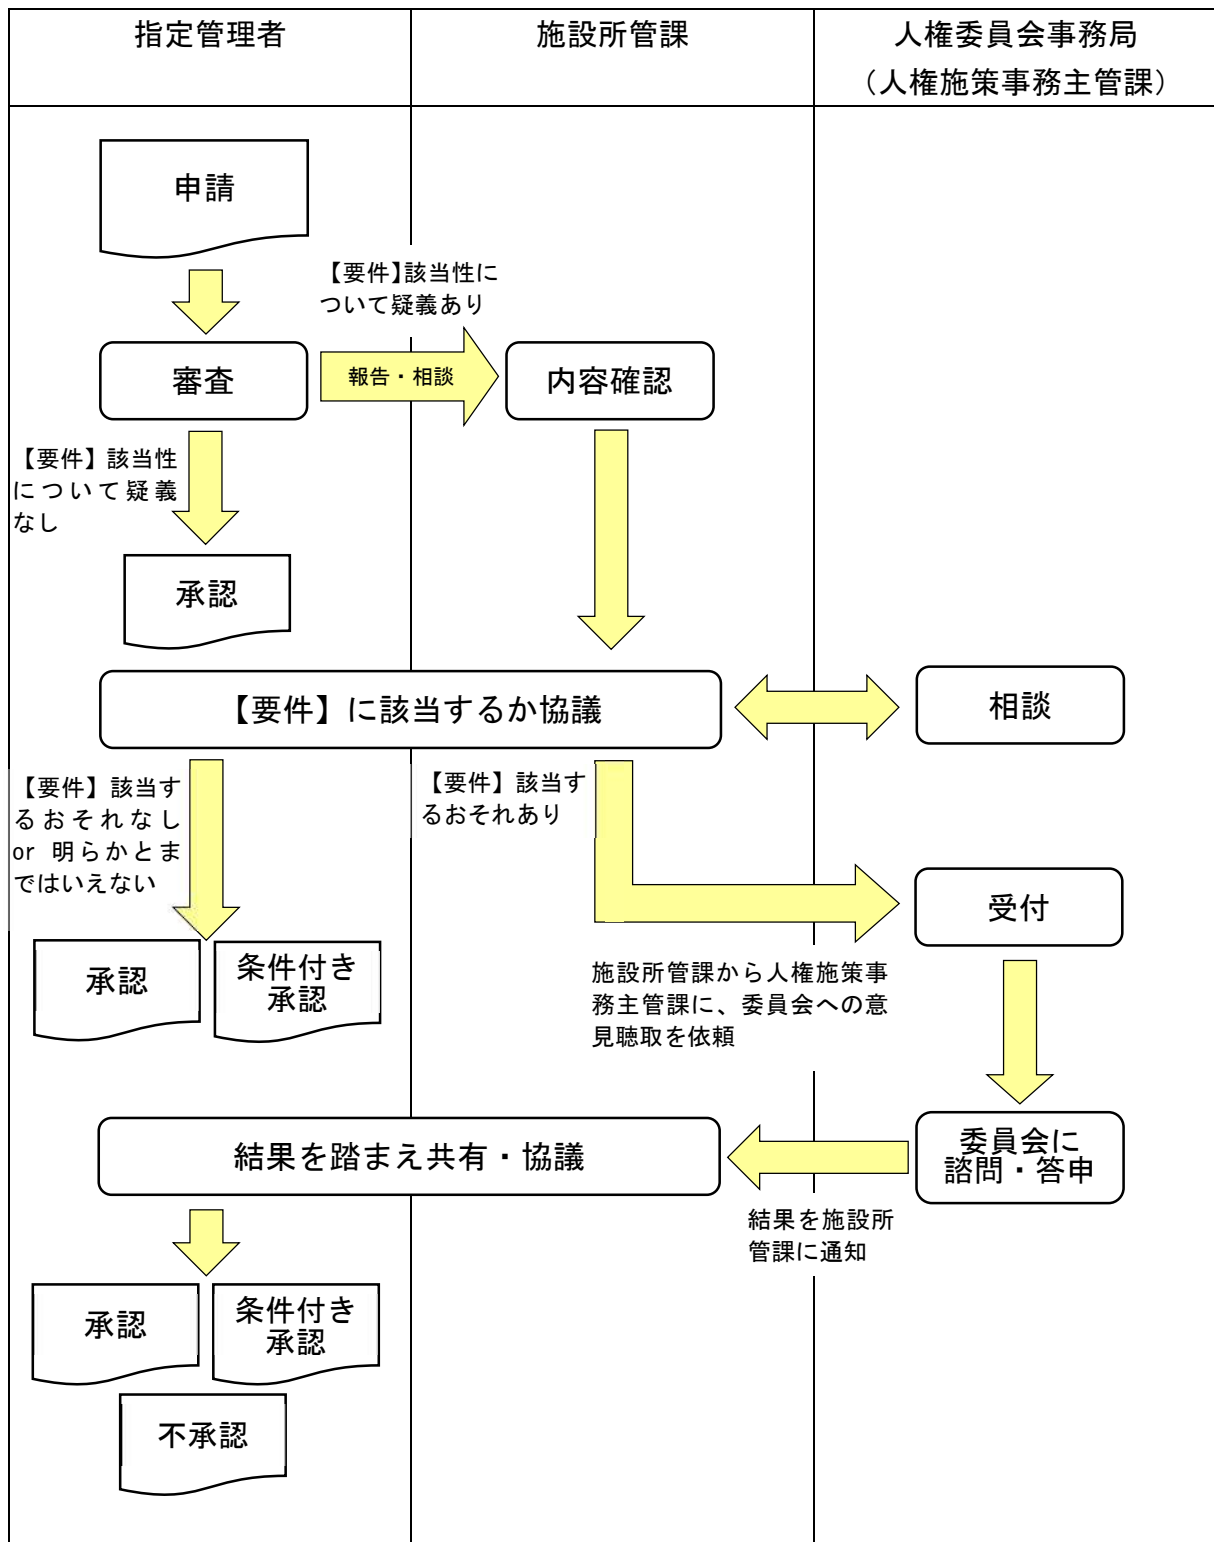 指定管理者
施設所管課
人権委員会事務局
（人権施策事務主管課）
申請
【要件】該当性に
ついて疑義あり
審査
報告・相談
内容確認
【要件】該当性
について疑義
なし
承認
【要件】に該当するか協議
相談
【要件】該当す
るおそれなし
or 明らかとま
ではいえない
【要件】該当す
るおそれあり
受付
承認
条件付き
承認
施設所管課から人権施策事
務主管課に、委員会への意
見聴取を依頼
結果を踏まえ共有・協議
委員会に
諮問・答申
結果を施設所
管課に通知
承認
条件付き
承認
不承認